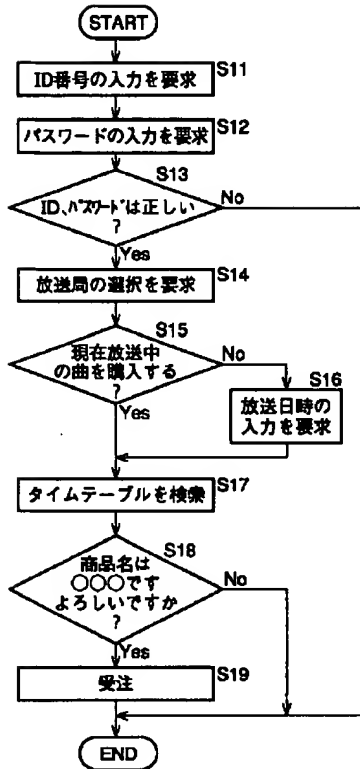 START
S11
ID番号の入力を要求
S12
パスワードの入力を要求
S13
ID、パスワードは正しい
?
No
Yes
S14
放送局の選択を要求
S15
現在放送中
の曲を購入する
?
No
Yes
S16
放送日時の
入力を要求
S17
タイムテーブルを検索
S18
商品名は
○○○です
よろしいですか
?
No
Yes
S19
受注
END